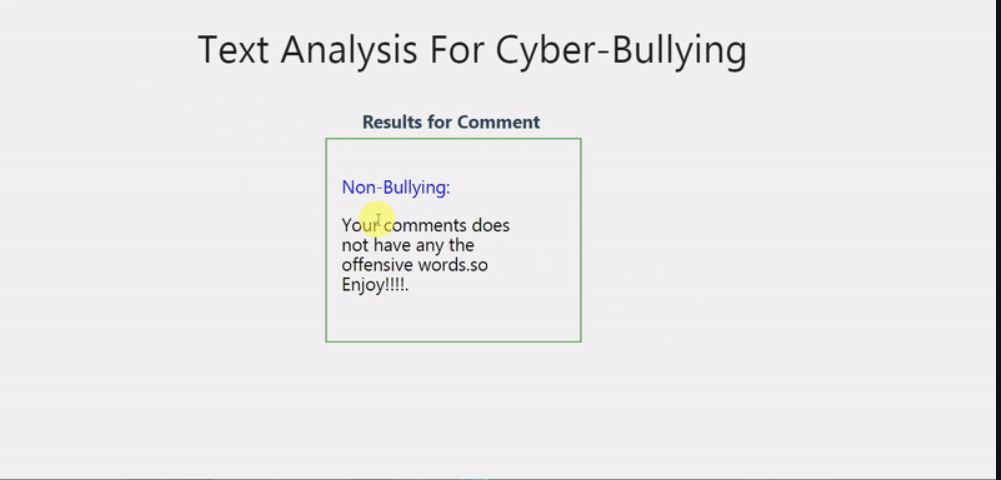 Text Analysis For Cyber-Bullying
Results for Comment
Non-Bullying:
Your comments does
not have any the
offensive words.so
Enjoy!!!!.